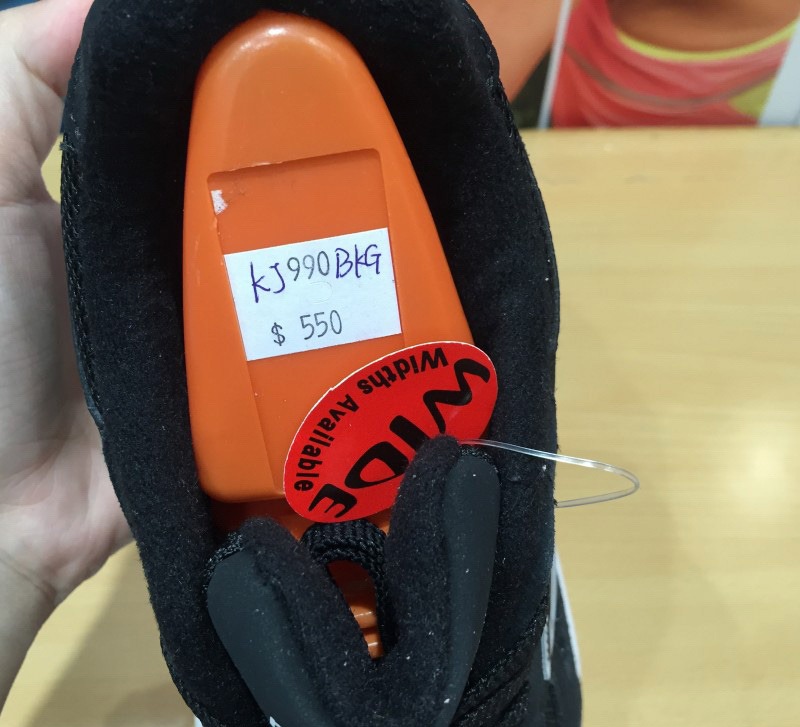 KJ990BKG
$ 550
Widths Available
WIDE